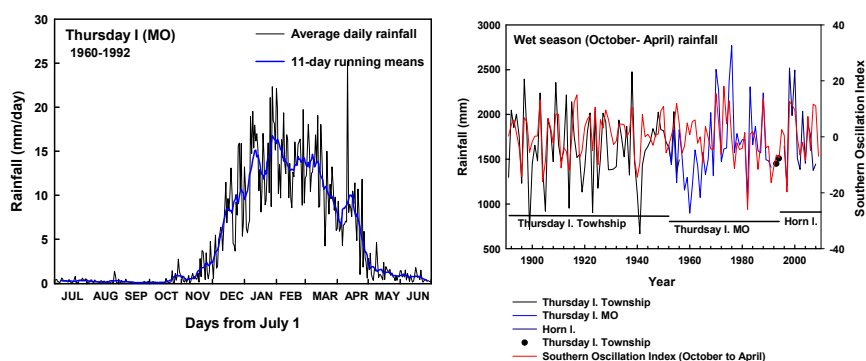 Thursday I (MO)
1960-1992
Average daily rainfall
11-day running means
Rainfall (mm/day)
30
25
20
15
10
5
0
JUL AUG SEP OCT NOV DEC JAN FEB MAR APR MAY JUN
Days from July 1
Wet season (October- April) rainfall
Rainfall (mm)
3000
2500
2000
1500
1000
500
Southern Oscillation Index
40
20
0
-20
-40
Thursday I. Towhship
Thurdsay I. MO
Horn I.
1900 1920 1940 1960 1980 2000
Year
Thursday I. Township
Thursday I. MO
Horn I.
Thursday I. Township
Southern Oscillation Index (October to April)